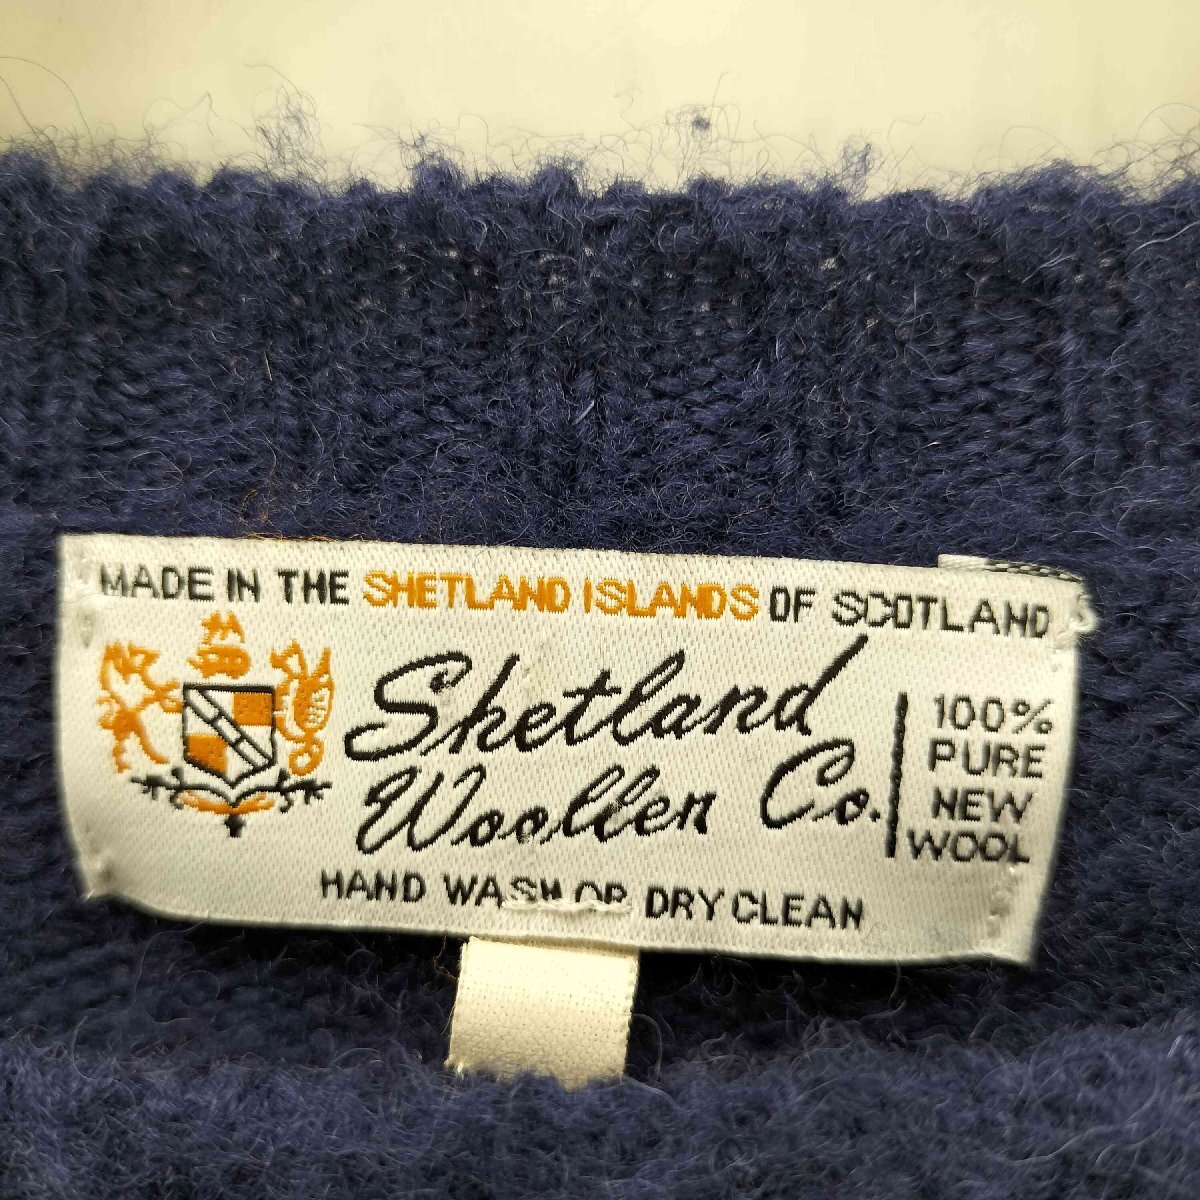 MADE IN THE SHETLAND ISLANDS OF SCOTLAND
Shetland
Woollen Co.
100%
PURE
NEW
WOOL
HAND WASH OR DRY CLEAN